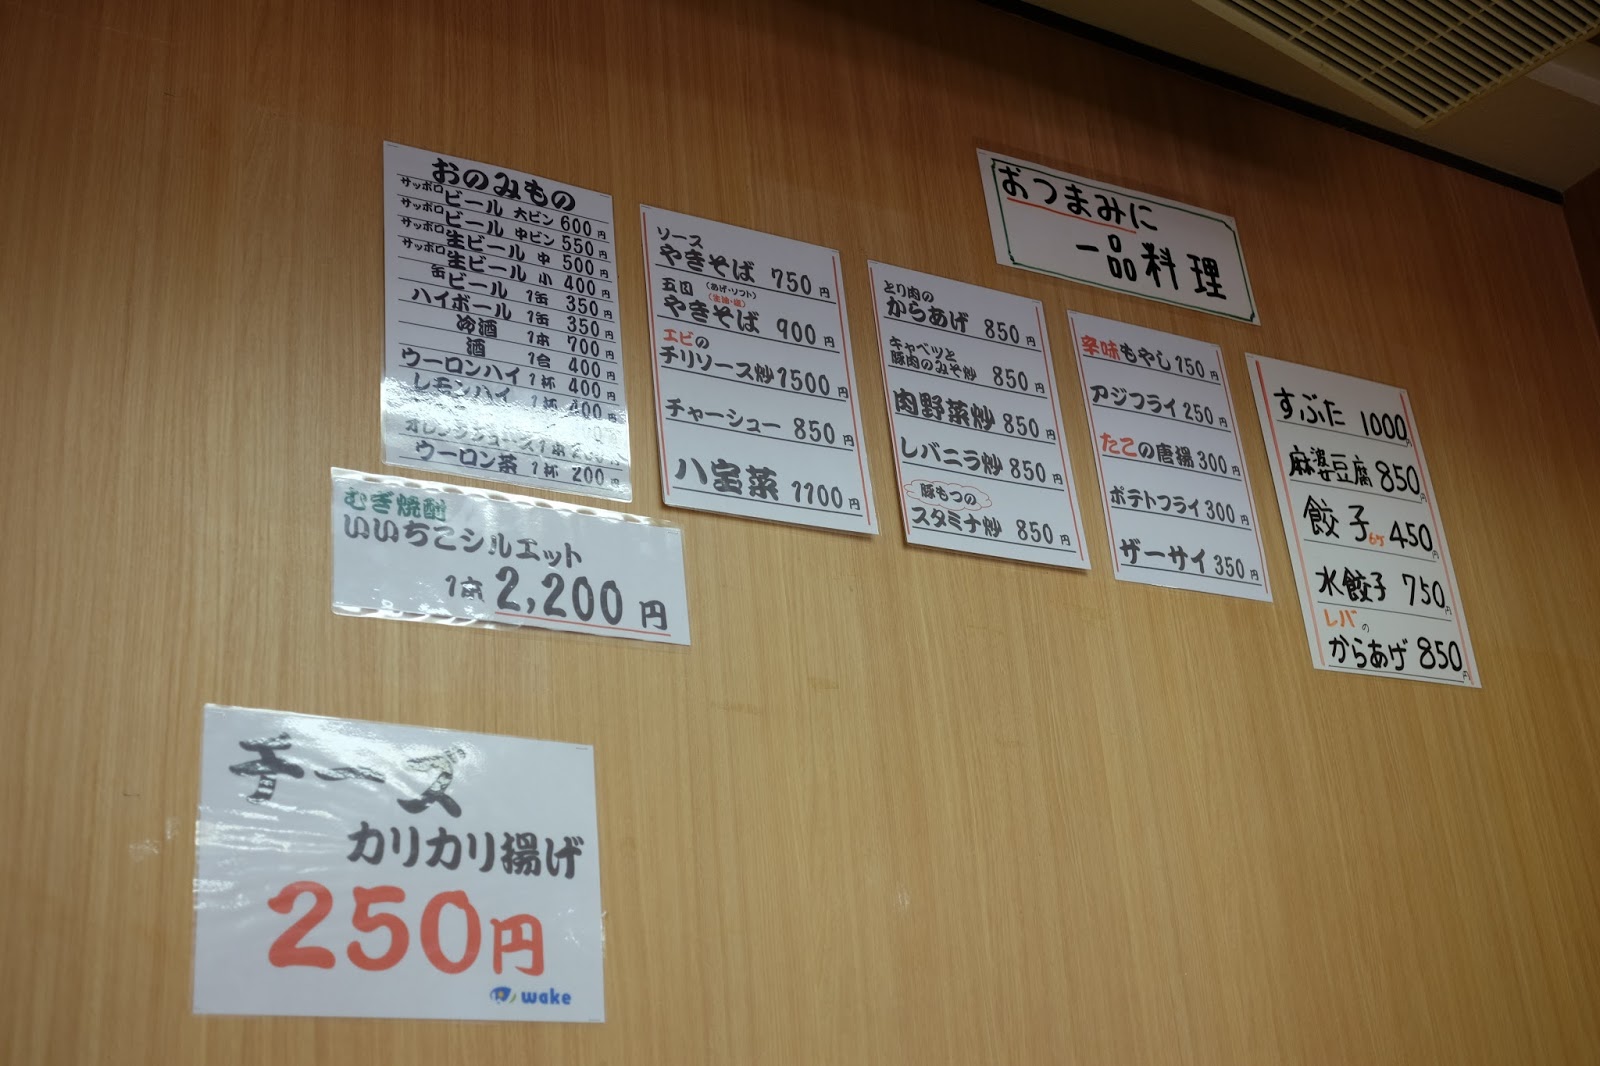 おのみもの
サッポロビール 大ビン 600円
サッポロビール 中ビン 550円
サッポロ生ビール 中 500円
サッポロ生ビール 小 400円
缶ビール 1缶 350円
ハイボール 1缶 350円
冷酒 1本 700円
酒 1合 400円
ウーロンハイ 1杯 400円
レモンハイ 1杯 400円
オレンジジュース 1本 200円
ウーロン茶 1杯 200円
むぎ焼酎
いいちこシルエット
1本 2,200円
チーズ
カリカリ揚げ
250円
wake
ソース
やきそば 750円
五目 (あげ・ソフト)
やきそば 900円
エビの
チリソース炒 1500円
チャーシュー 850円
八宝菜 1100円
とり肉の
からあげ 850円
キャベツと
豚肉のみそ炒 850円
肉野菜炒 850円
レバニラ炒 850円
豚もつの
スタミナ炒 850円
おつまみに
一品料理
辛味もやし 150円
アジフライ 250円
たこの唐揚 300円
ポテトフライ 300円
ザーサイ 350円
すぶた 1000円
麻婆豆腐 850円
餃子 6ケ 450円
水餃子 750円
レバの
からあげ 850円